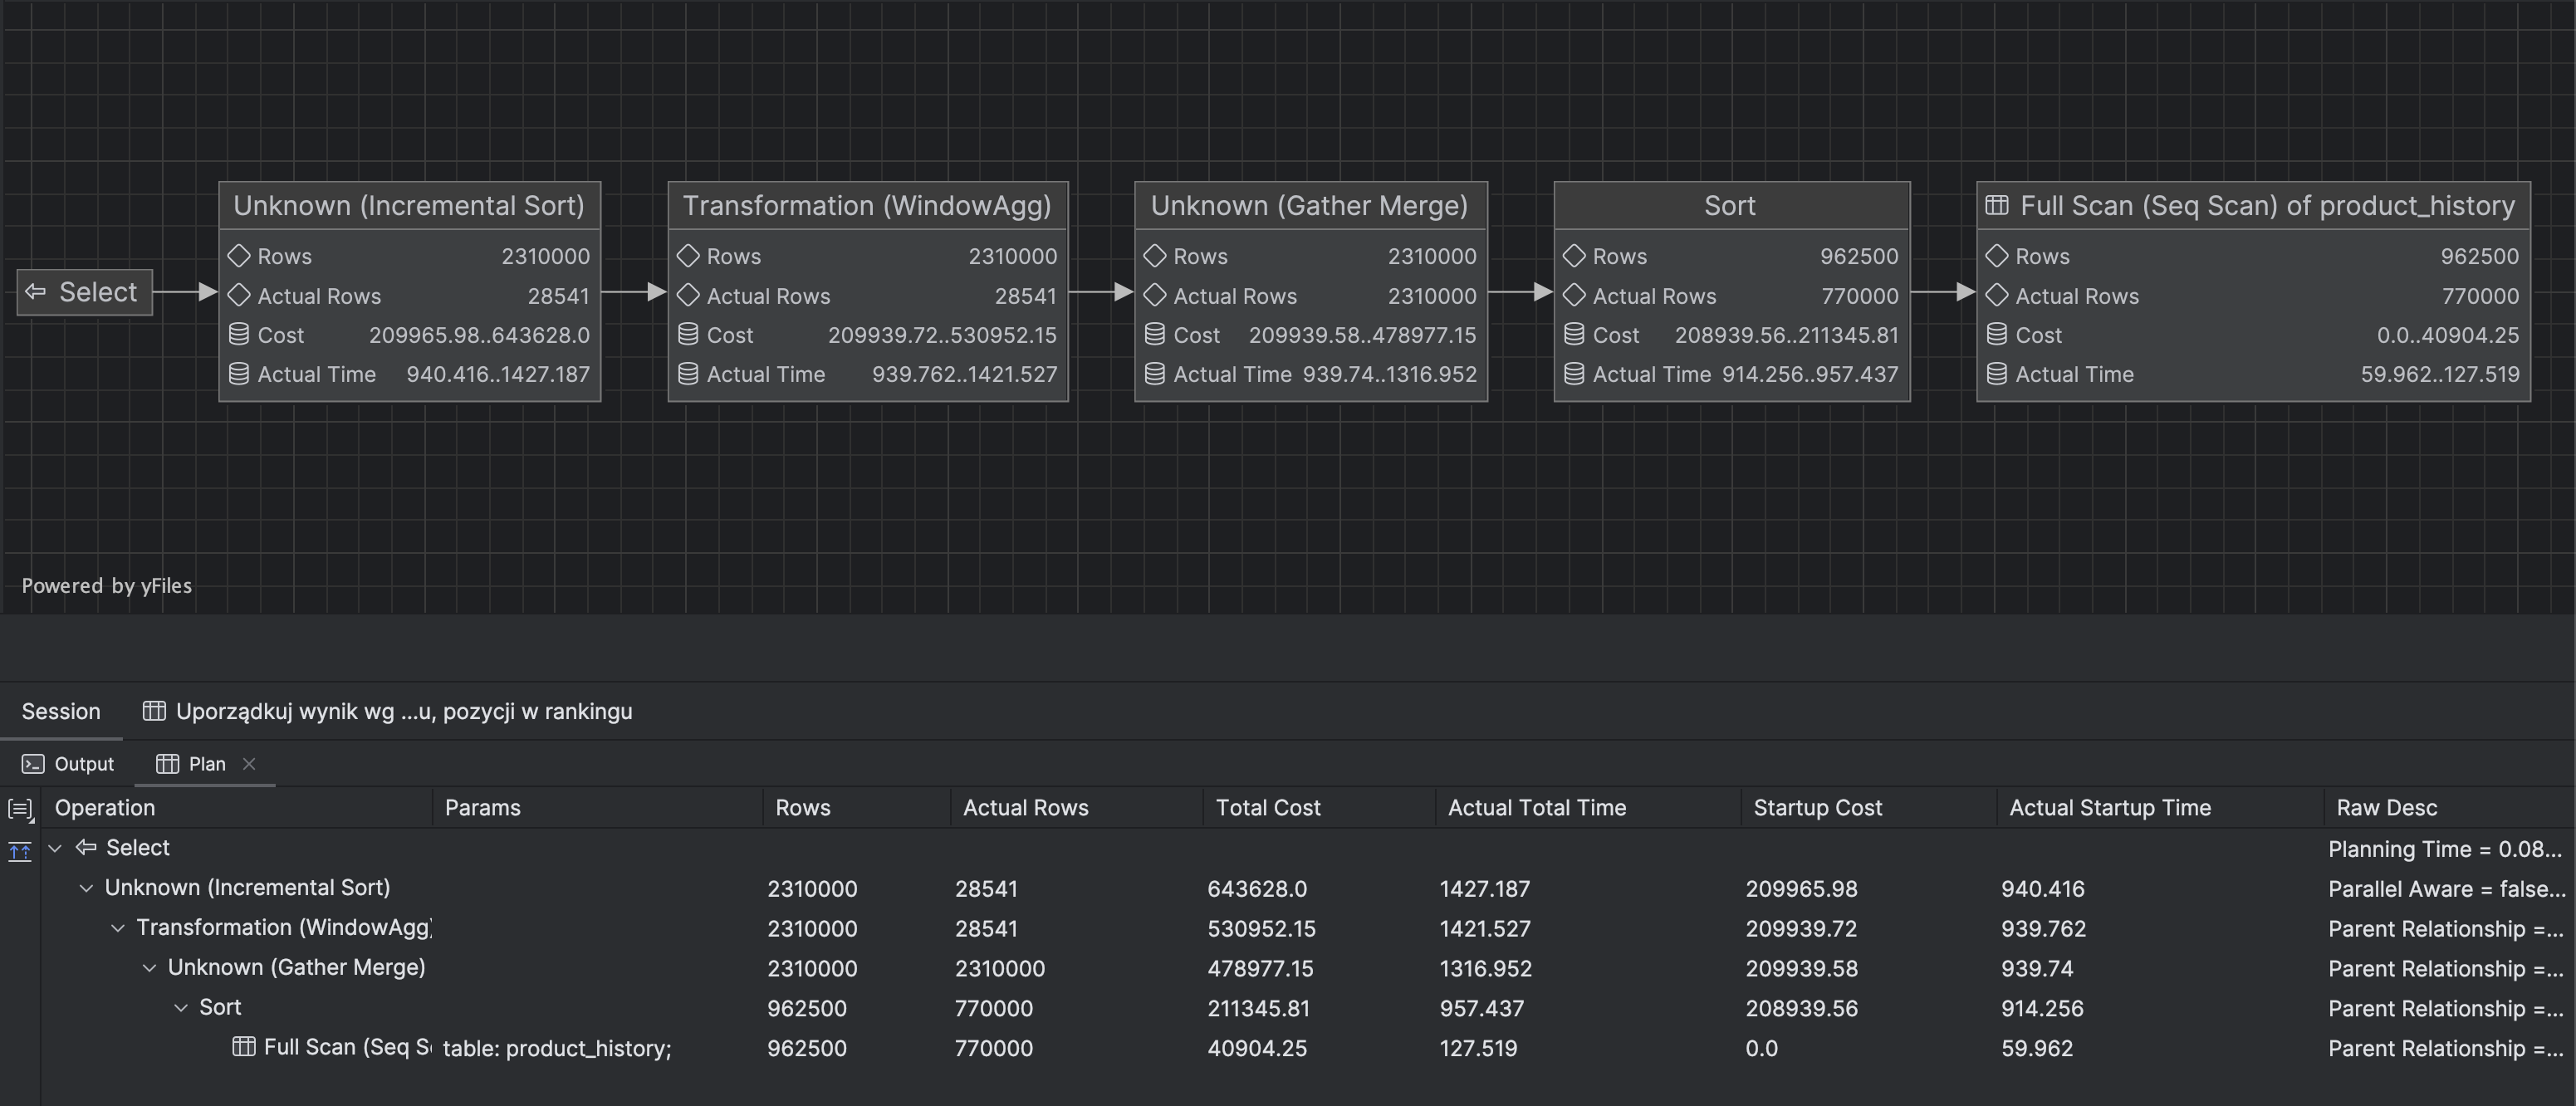 Unknown (Incremental Sort)
Rows 2310000
Actual Rows 28541
Cost 209965.98..643628.0
Actual Time 940.416..1427.187
Transformation (WindowAgg)
Rows 2310000
Actual Rows 28541
Cost 209939.72..530952.15
Actual Time 939.762..1421.527
Unknown (Gather Merge)
Rows 2310000
Actual Rows 2310000
Cost 209939.58..478977.15
Actual Time 939.74..1316.952
Sort
Rows 962500
Actual Rows 770000
Cost 208939.56..211345.81
Actual Time 914.256..957.437
Full Scan (Seq Scan) of product_history
Rows 962500
Actual Rows 770000
Cost 0.0..40904.25
Actual Time 59.962..127.519
Select
Powered by yFiles
Session Uporządkuj wynik wg ...u, pozycji w rankingu
Output Plan
Operation Params Rows Actual Rows Total Cost Actual Total Time Startup Cost Actual Startup Time Raw Desc
Select Planning Time = 0.08...
Unknown (Incremental Sort) 2310000 28541 643628.0 1427.187 209965.98 940.416 Parallel Aware = false...
Transformation (WindowAgg) 2310000 28541 530952.15 1421.527 209939.72 939.762 Parent Relationship =...
Unknown (Gather Merge) 2310000 2310000 478977.15 1316.952 209939.58 939.74 Parent Relationship =...
Sort 962500 770000 211345.81 957.437 208939.56 914.256 Parent Relationship =...
Full Scan (Seq S table: product_history; 962500 770000 40904.25 127.519 0.0 59.962 Parent Relationship =...